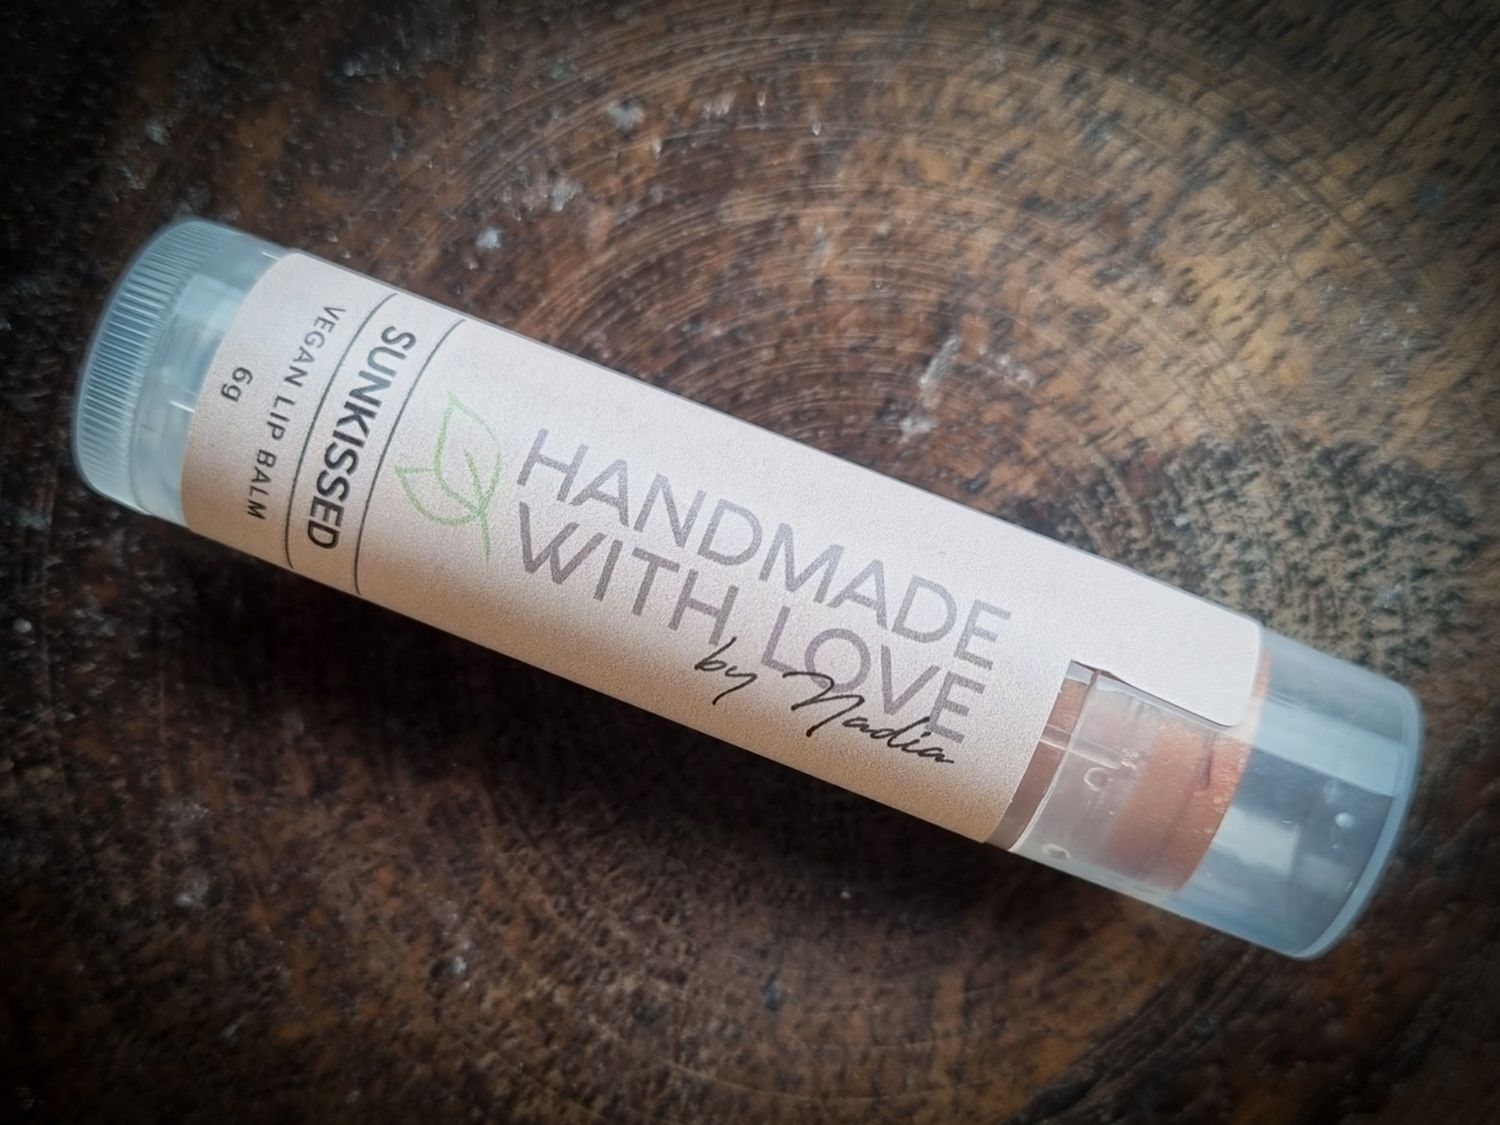 HANDMADE
WITH LOVE
by Nadia
SUNKISSED
VEGAN LIP BALM
6g